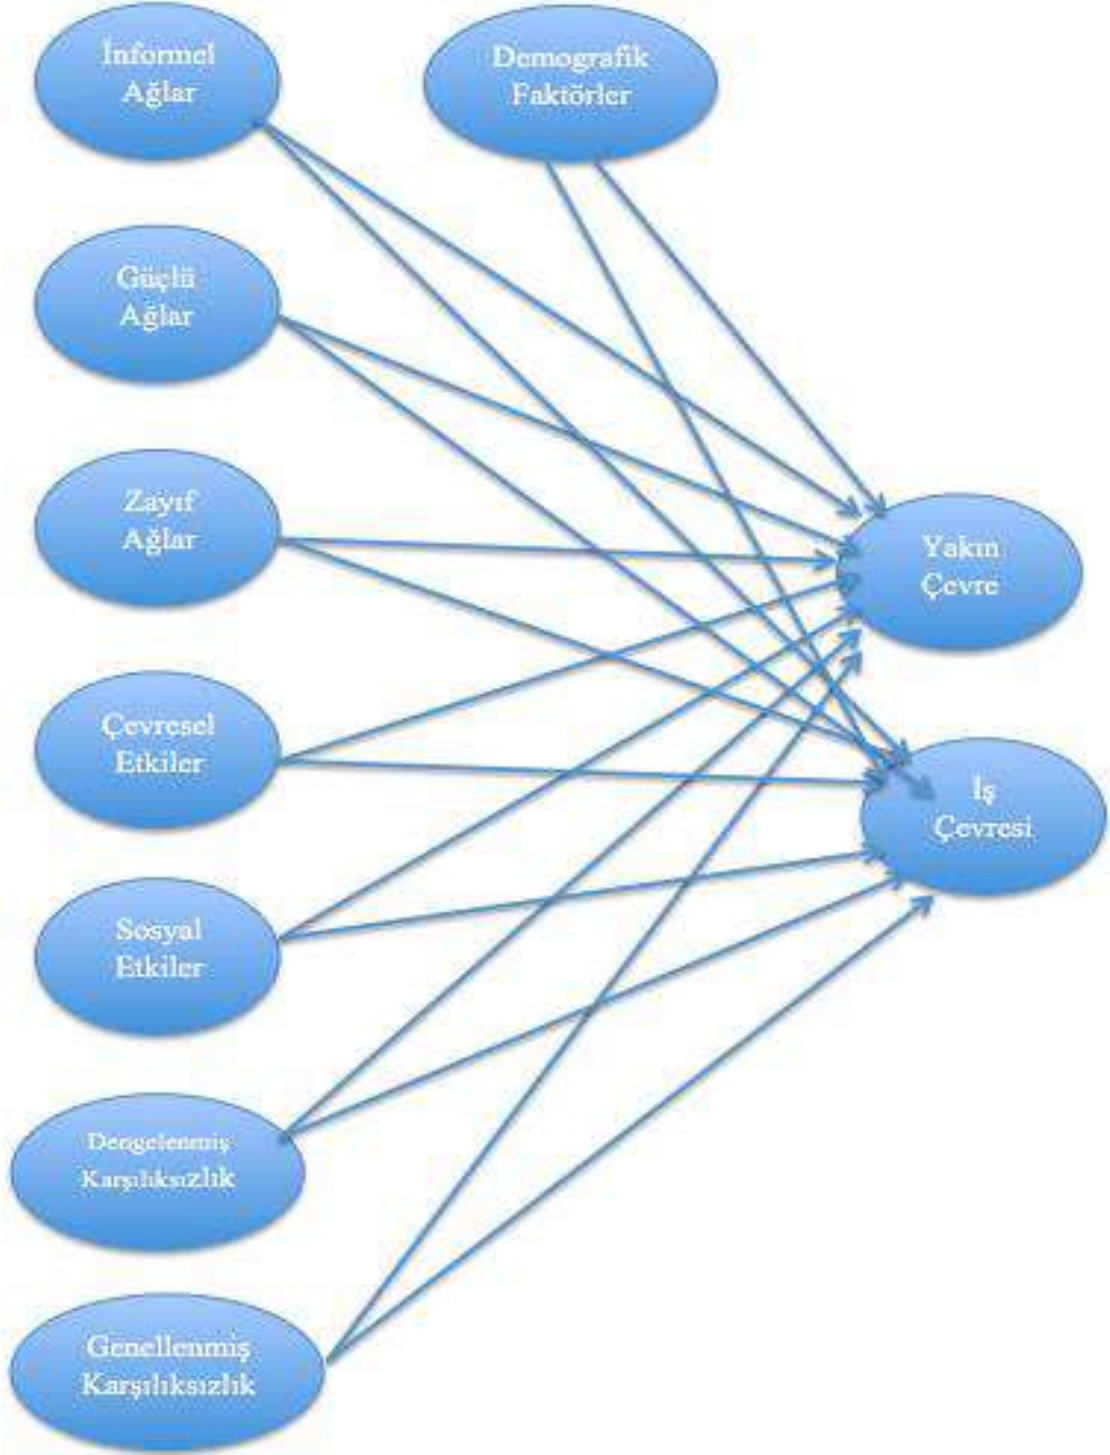 İnformel
Ağlar
Demografik
Faktörler
Güçlü
Ağlar
Zayıf
Ağlar
Yakın
Çevre
Çevresel
Etkiler
İş
Çevresi
Sosyal
Etkiler
Dengelenmiş
Karşılıksızlık
Genellenmiş
Karşılıksızlık